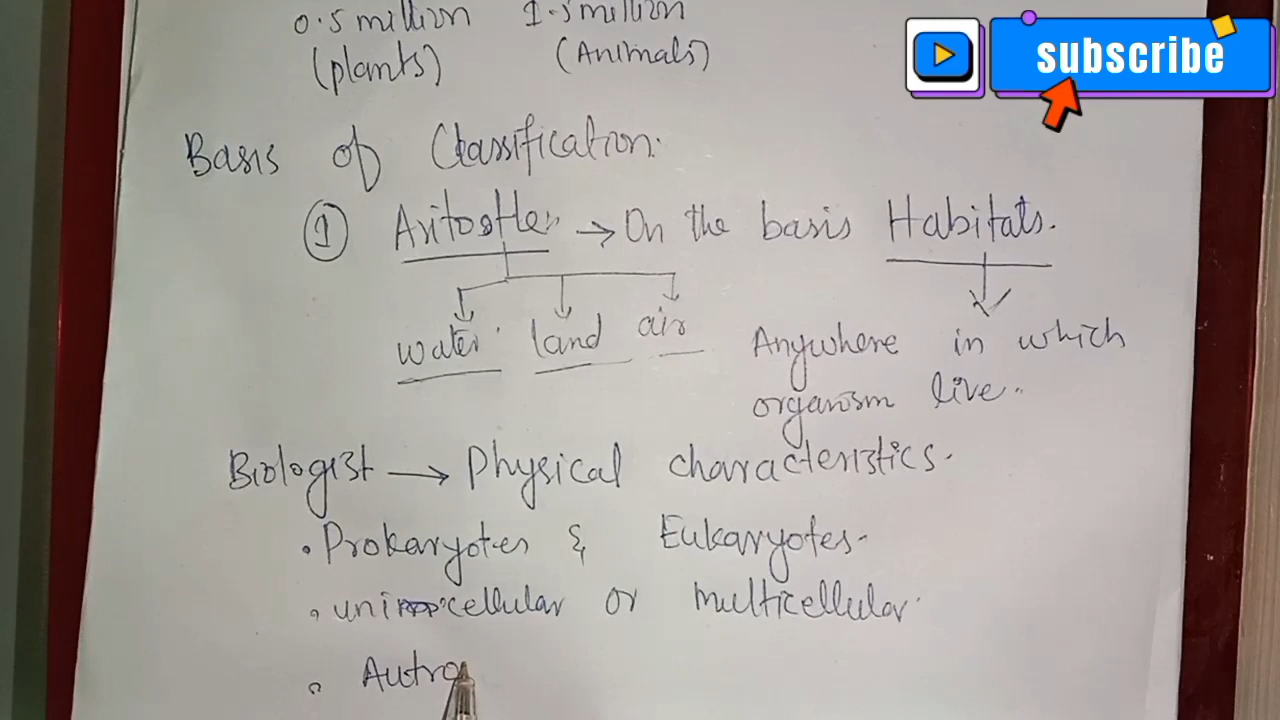 0.5 million 1.5 million
(plants) (Animals)
subscribe
Basis of Classification.
① Aritostler → On the basis Habitats.
water land air
Anywhere in which
organism live.
Biologist → Physical characteristics.
• Prokaryotes & Eukaryotes.
• unicellular or multicellular.
• Autro